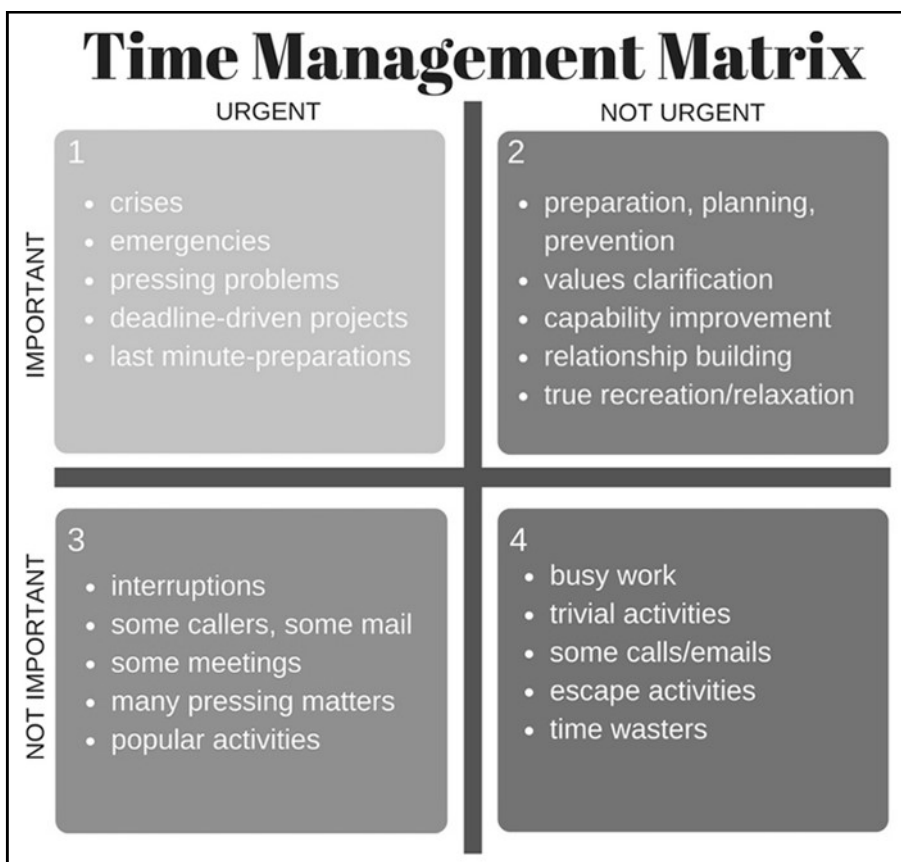 Time Management Matrix
URGENT
NOT URGENT
IMPORTANT
1
• crises
• emergencies
• pressing problems
• deadline-driven projects
• last minute-preparations
2
• preparation, planning,
prevention
• values clarification
• capability improvement
• relationship building
• true recreation/relaxation
NOT IMPORTANT
3
• interruptions
• some callers, some mail
• some meetings
• many pressing matters
• popular activities
4
• busy work
• trivial activities
• some calls/emails
• escape activities
• time wasters